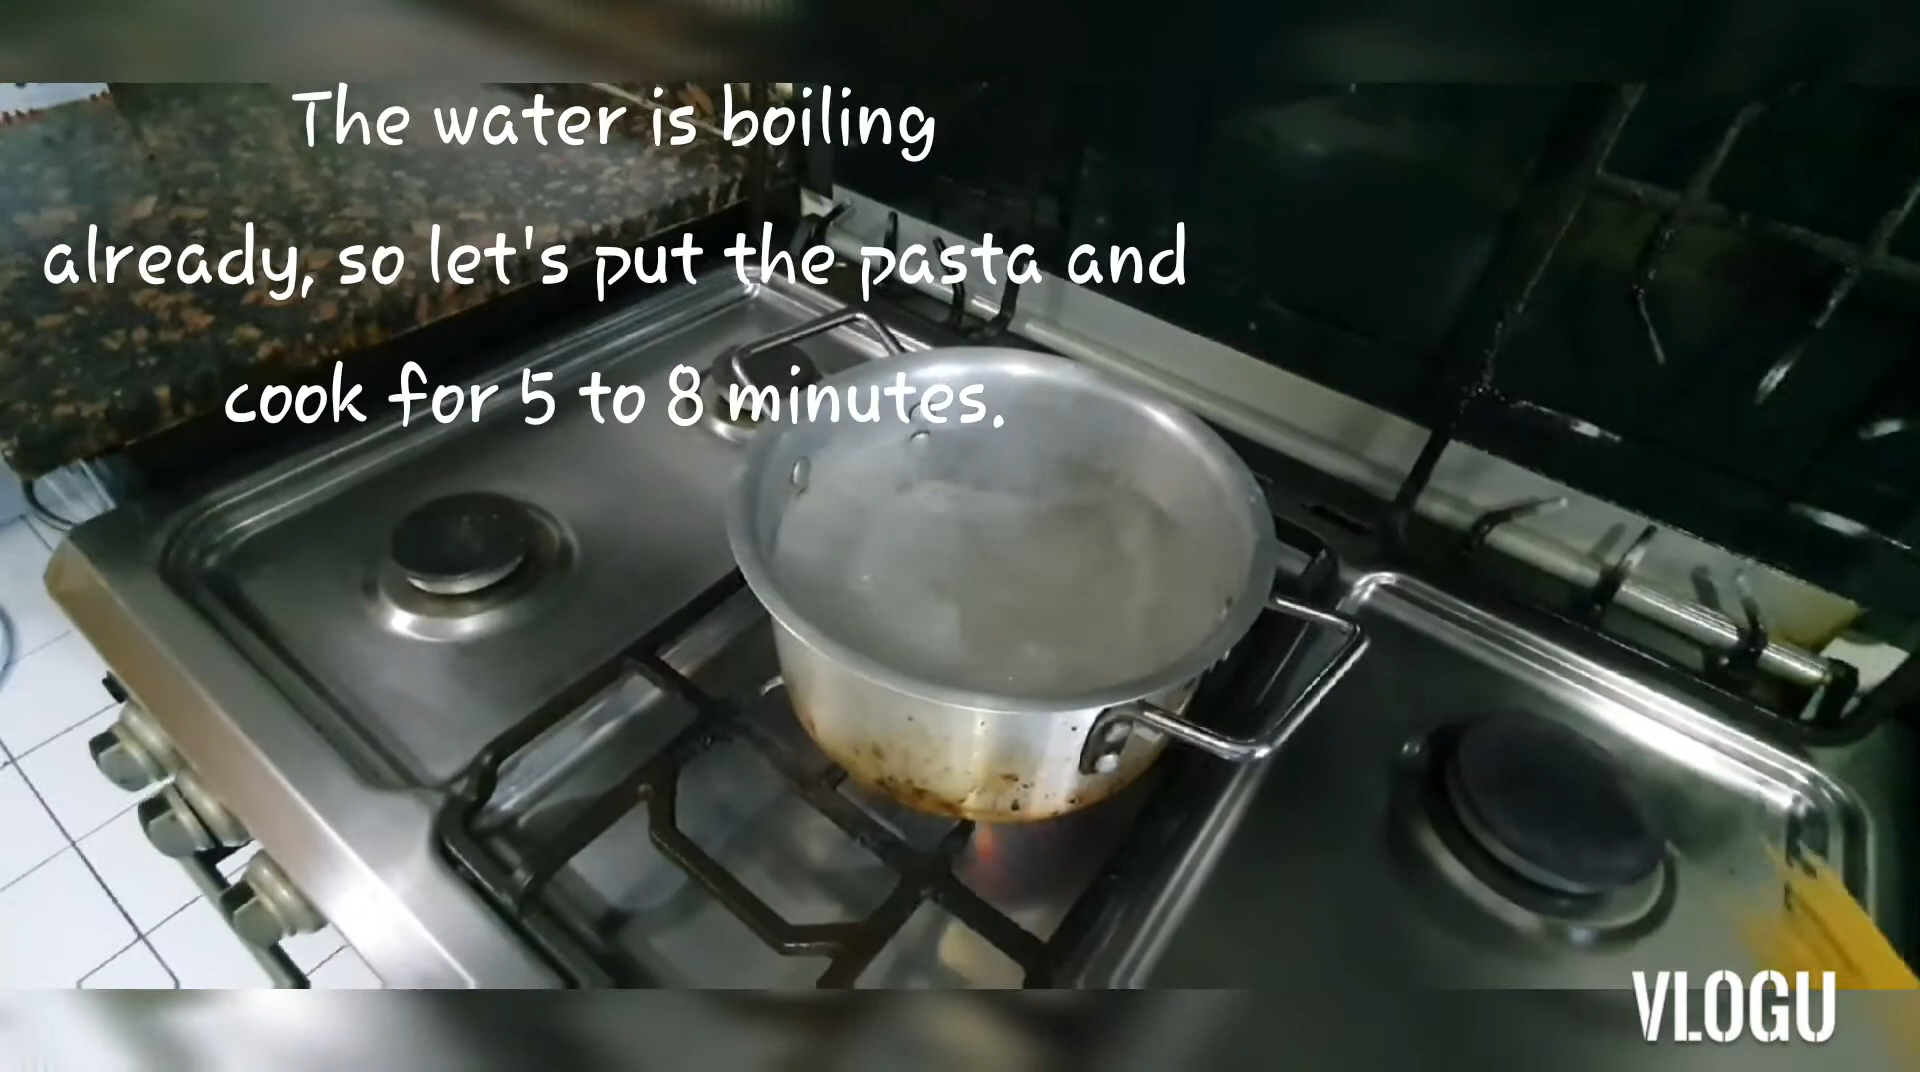 The water is boiling
already, so let's put the pasta and
cook for 5 to 8 minutes.
VLOGU